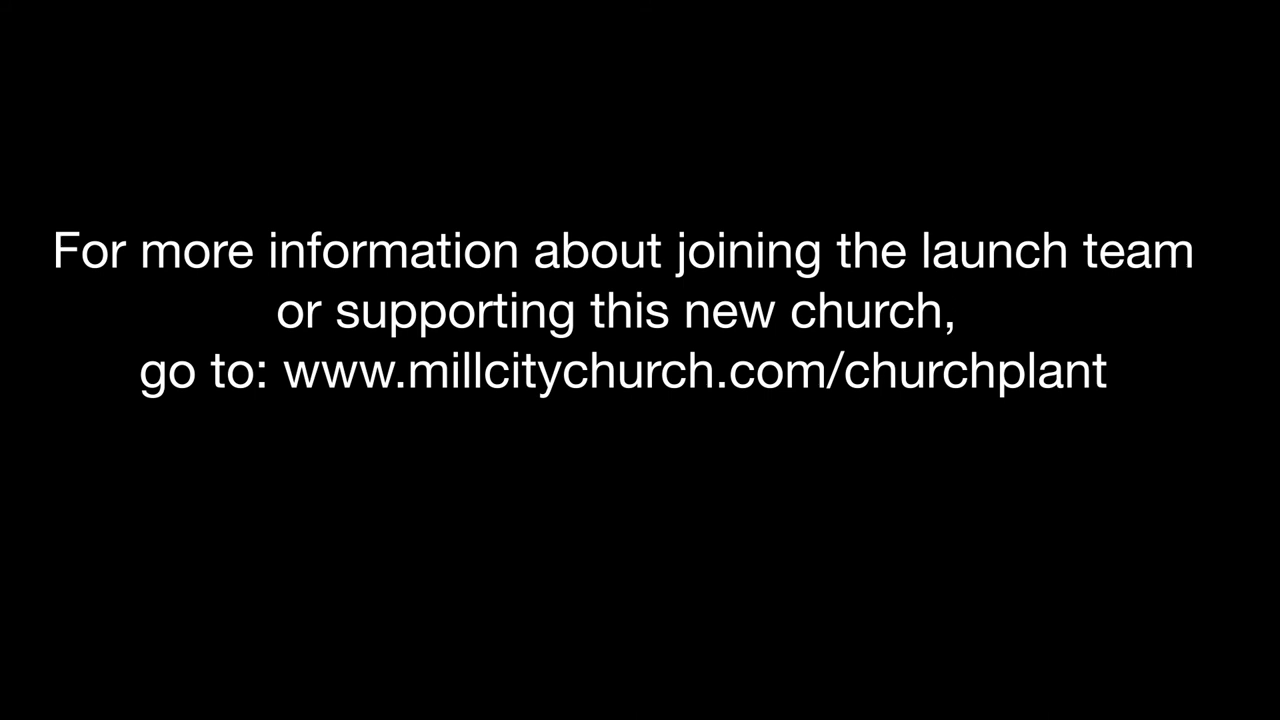 For more information about joining the launch team
or supporting this new church,
go to: www.millcitychurch.com/churchplant